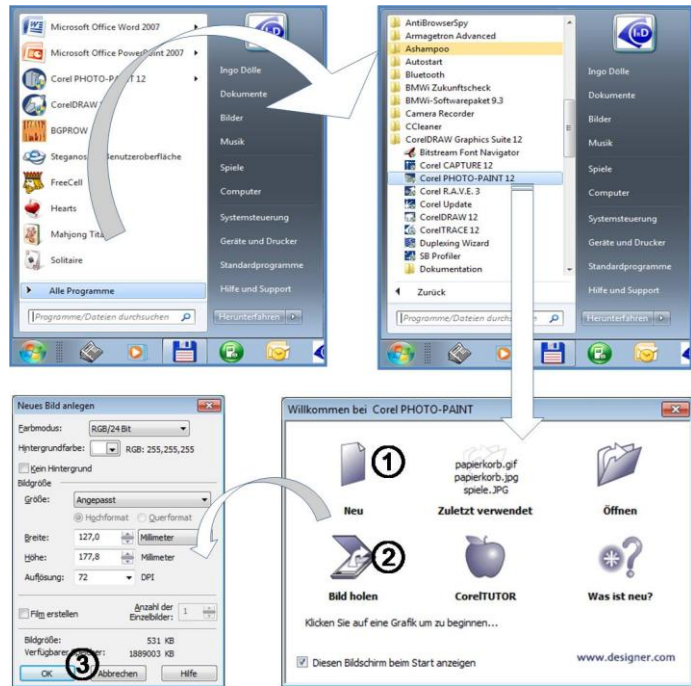 Microsoft Office Word 2007
Microsoft Office PowerPoint 2007
Corel PHOTO-PAINT 12
CorelDRAW
BGPROW
Steganos Benutzeroberfläche
FreeCell
Hearts
Mahjong
Solitaire
Alle Programme
Programme/Dateien durchsuchen
Ingo Dölle
Dokumente
Bilder
Musik
Spiele
Computer
Systemsteuerung
Geräte und Drucker
Standardprogramme
Hilfe und Support
Herunterfahren
AntiBrowserSpy
Armagetron Advanced
Ashampoo
Autostart
Bluetooth
BMWi Zukunftscheck
BMWi-Softwarepaket 9.3
Camera Recorder
CCleaner
CorelDRAW Graphics Suite 12
Bitstream Font Navigator
Corel CAPTURE 12
Corel PHOTO-PAINT 12
Corel R.A.V.E. 3
Corel Update
CorelDRAW 12
CorelTRACE 12
Duplexing Wizard
SB Profiler
Dokumentation
Zurück
Programme/Dateien durchsuchen
I&D
Ingo Dölle
Dokumente
Bilder
Musik
Spiele
Computer
Systemsteuerung
Geräte und Drucker
Standardprogramme
Hilfe und Support
Herunterfahren
Neues Bild anlegen
Farbmodus: RGB/24 Bit
Hintergrundfarbe: RGB: 255,255,255
Kein Hintergrund
Bildgröße
Größe: Angepasst
Hochformat Querformat
Breite: 127,0 Millimeter
Höhe: 177,8 Millimeter
Auflösung: 72 DPI
Film erstellen Anzahl der Einzelbilder: 1
Bildgröße: 531 KB
Verfügbarer 1889003 KB
OK 3 Abbrechen Hilfe
Willkommen bei Corel PHOTO-PAINT
1
papierkorb.gif
papierkorb.jpg
spiele.JPG
Neu Zuletzt verwendet Öffnen
2
Bild holen CorelTUTOR Was ist neu?
Klicken Sie auf eine Grafik um zu beginnen...
Diesen Bildschirm beim Start anzeigen
www.designer.com